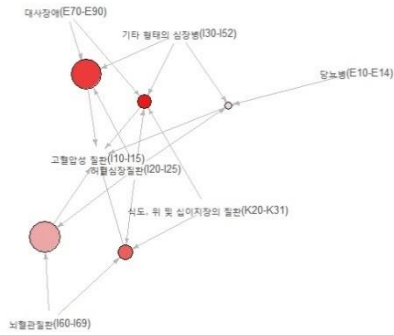 대사장애(E70-E90)
기타 형태의 심장병(I30-I52)
당뇨병(E10-E14)
고혈압성 질환(I10-I15)
허혈심장질환(I20-I25)
식도, 위 및 십이지장의 질환(K20-K31)
뇌혈관질환(I60-I69)